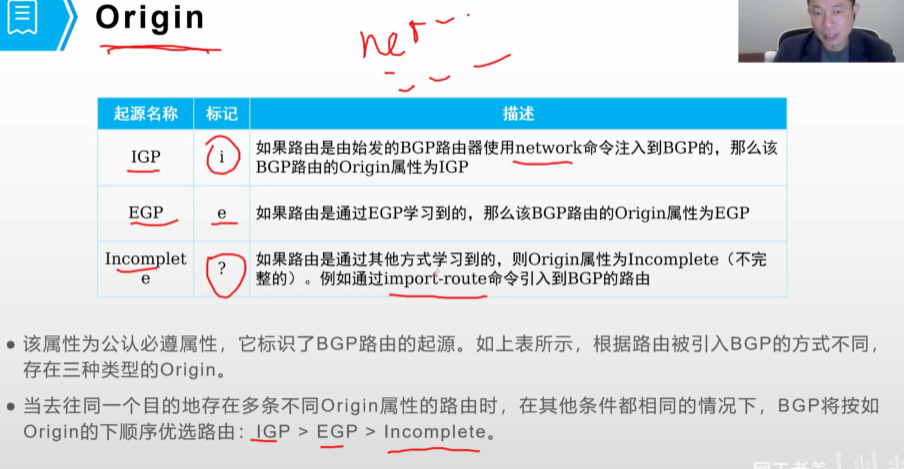 Origin
net
起源名称 标记 描述
IGP i 如果路由是由始发的BGP路由器使用network命令注入到BGP的，那么该
BGP路由的Origin属性为IGP
EGP e 如果路由是通过EGP学习到的，那么该BGP路由的Origin属性为EGP
Incomplet
e
? 如果路由是通过其他方式学习到的，则Origin属性为Incomplete（不完
整的）。例如通过import-route命令引入到BGP的路由
● 该属性为公认必遵属性，它标识了BGP路由的起源。如上表所示，根据路由被引入BGP的方式不同，
存在三种类型的Origin。
● 当去往同一个目的地存在多条不同Origin属性的路由时，在其他条件都相同的情况下，BGP将按如
Origin的下顺序优选路由：IGP > EGP > Incomplete。